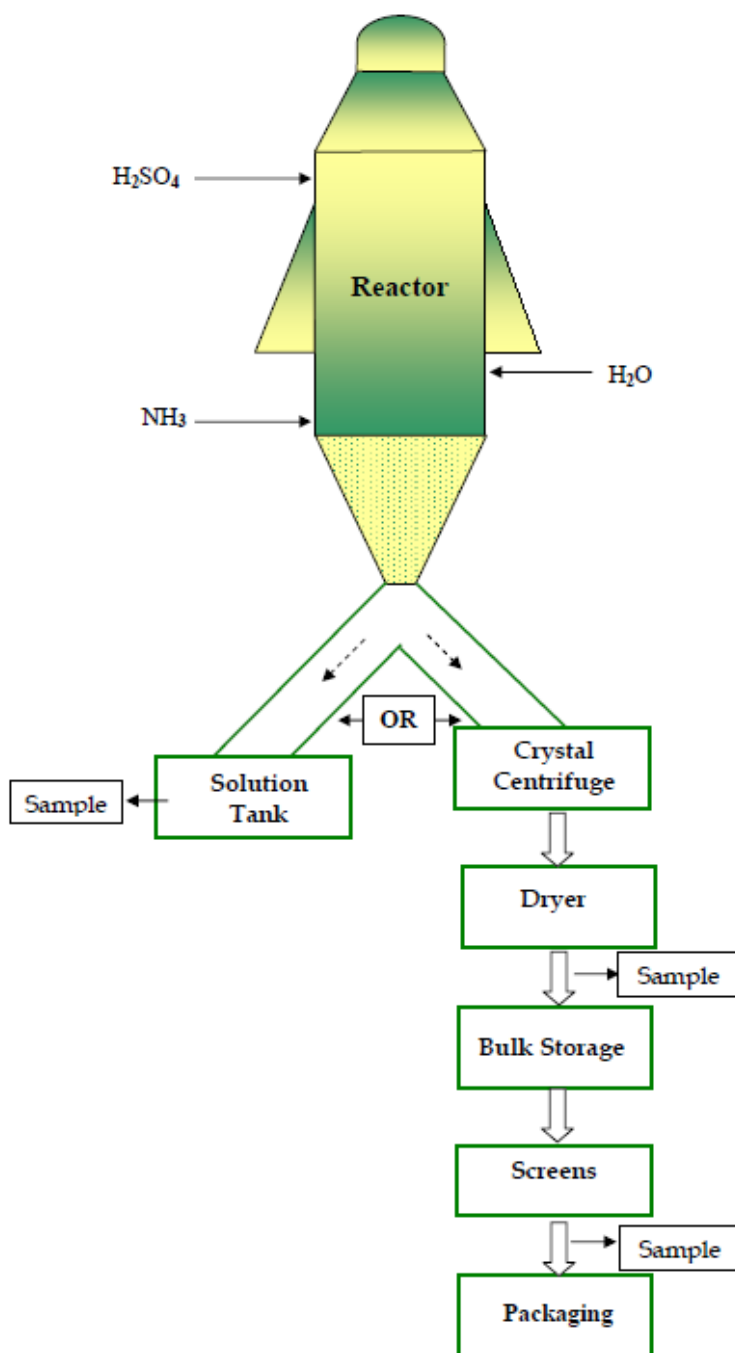 H₂SO₄
Reactor
H₂O
NH₃
OR
Crystal
Centrifuge
Solution
Tank
Sample
Dryer
Sample
Bulk Storage
Screens
Sample
Packaging